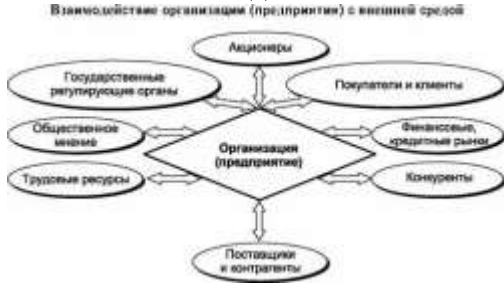 Взаимодействие организации (предприятия) с внешней средой
Акционеры
Государственные
регулирующие органы
Покупатели и клиенты
Общественное
мнение
Организация
(предприятие)
Финансовые,
кредитные рынки
Трудовые ресурсы
Конкуренты
Поставщики
и контрагенты